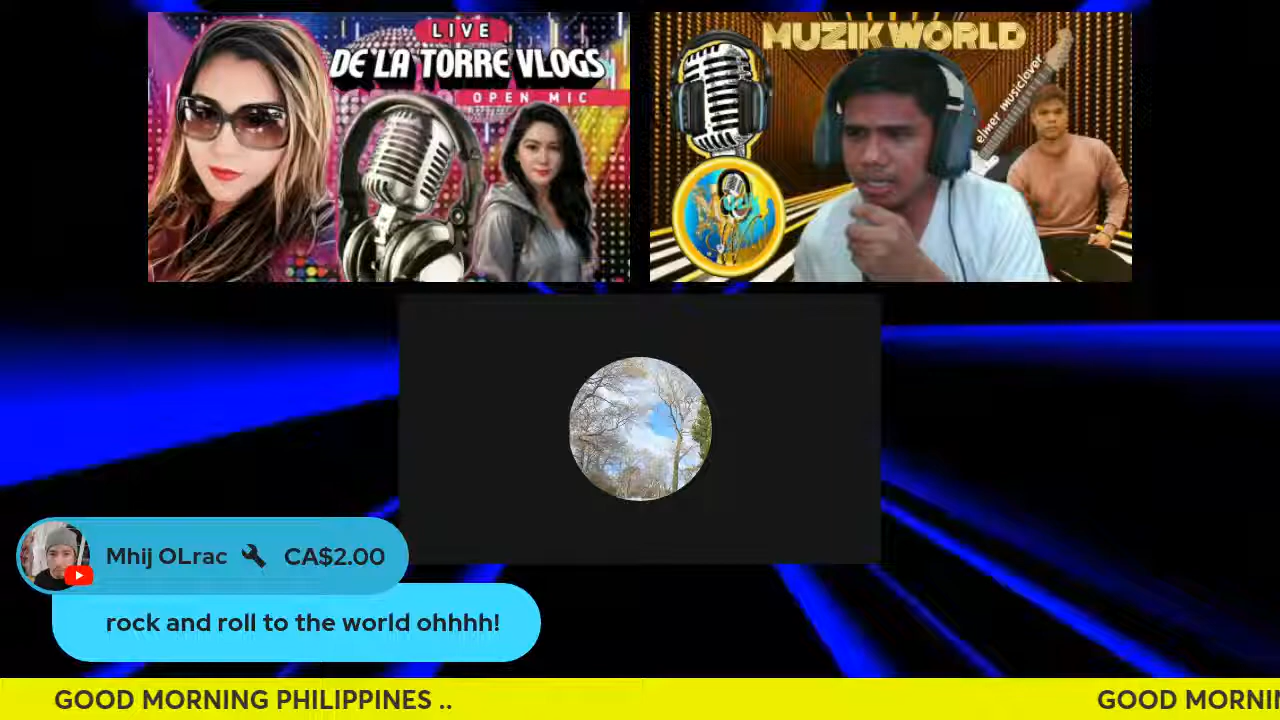 LIVE
DE LA TORRE VLOGS
OPEN MIC
MUZIK WORLD
elmer musiclover
Mhij OLrac CA$2.00
rock and roll to the world ohhhh!
GOOD MORNING PHILIPPINES .. GOOD MORNIN